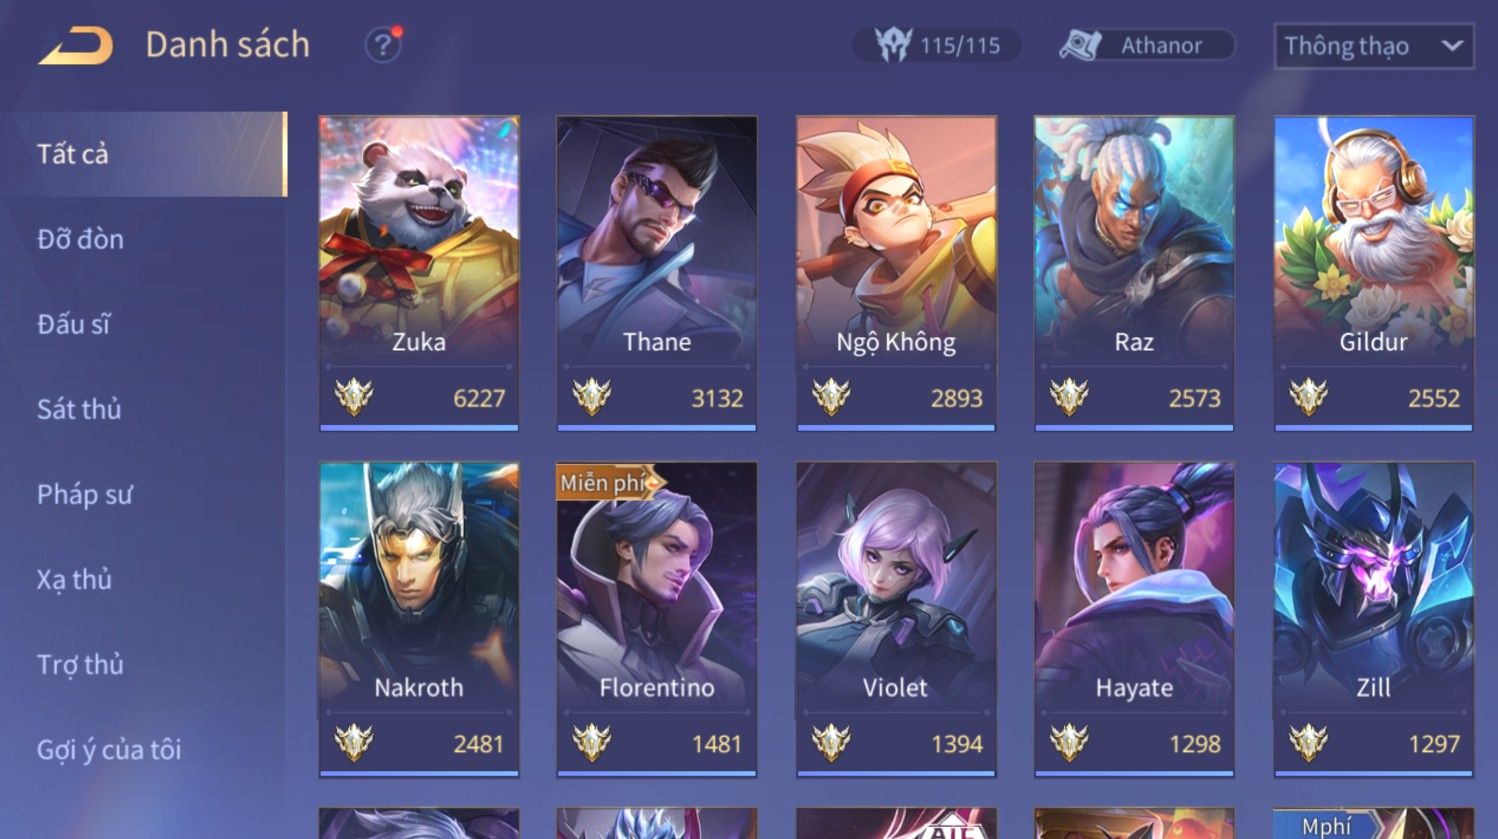 Danh sách
?
115/115
Athanor
Thông thạo
Tất cả
Đỡ đòn
Đấu sĩ
Sát thủ
Pháp sư
Xạ thủ
Trợ thủ
Gợi ý của tôi
Zuka
6227
Thane
3132
Ngộ Không
2893
Raz
2573
Gildur
2552
Nakroth
2481
Miễn phí
Florentino
1481
Violet
1394
Hayate
1298
Zill
1297
Mphí